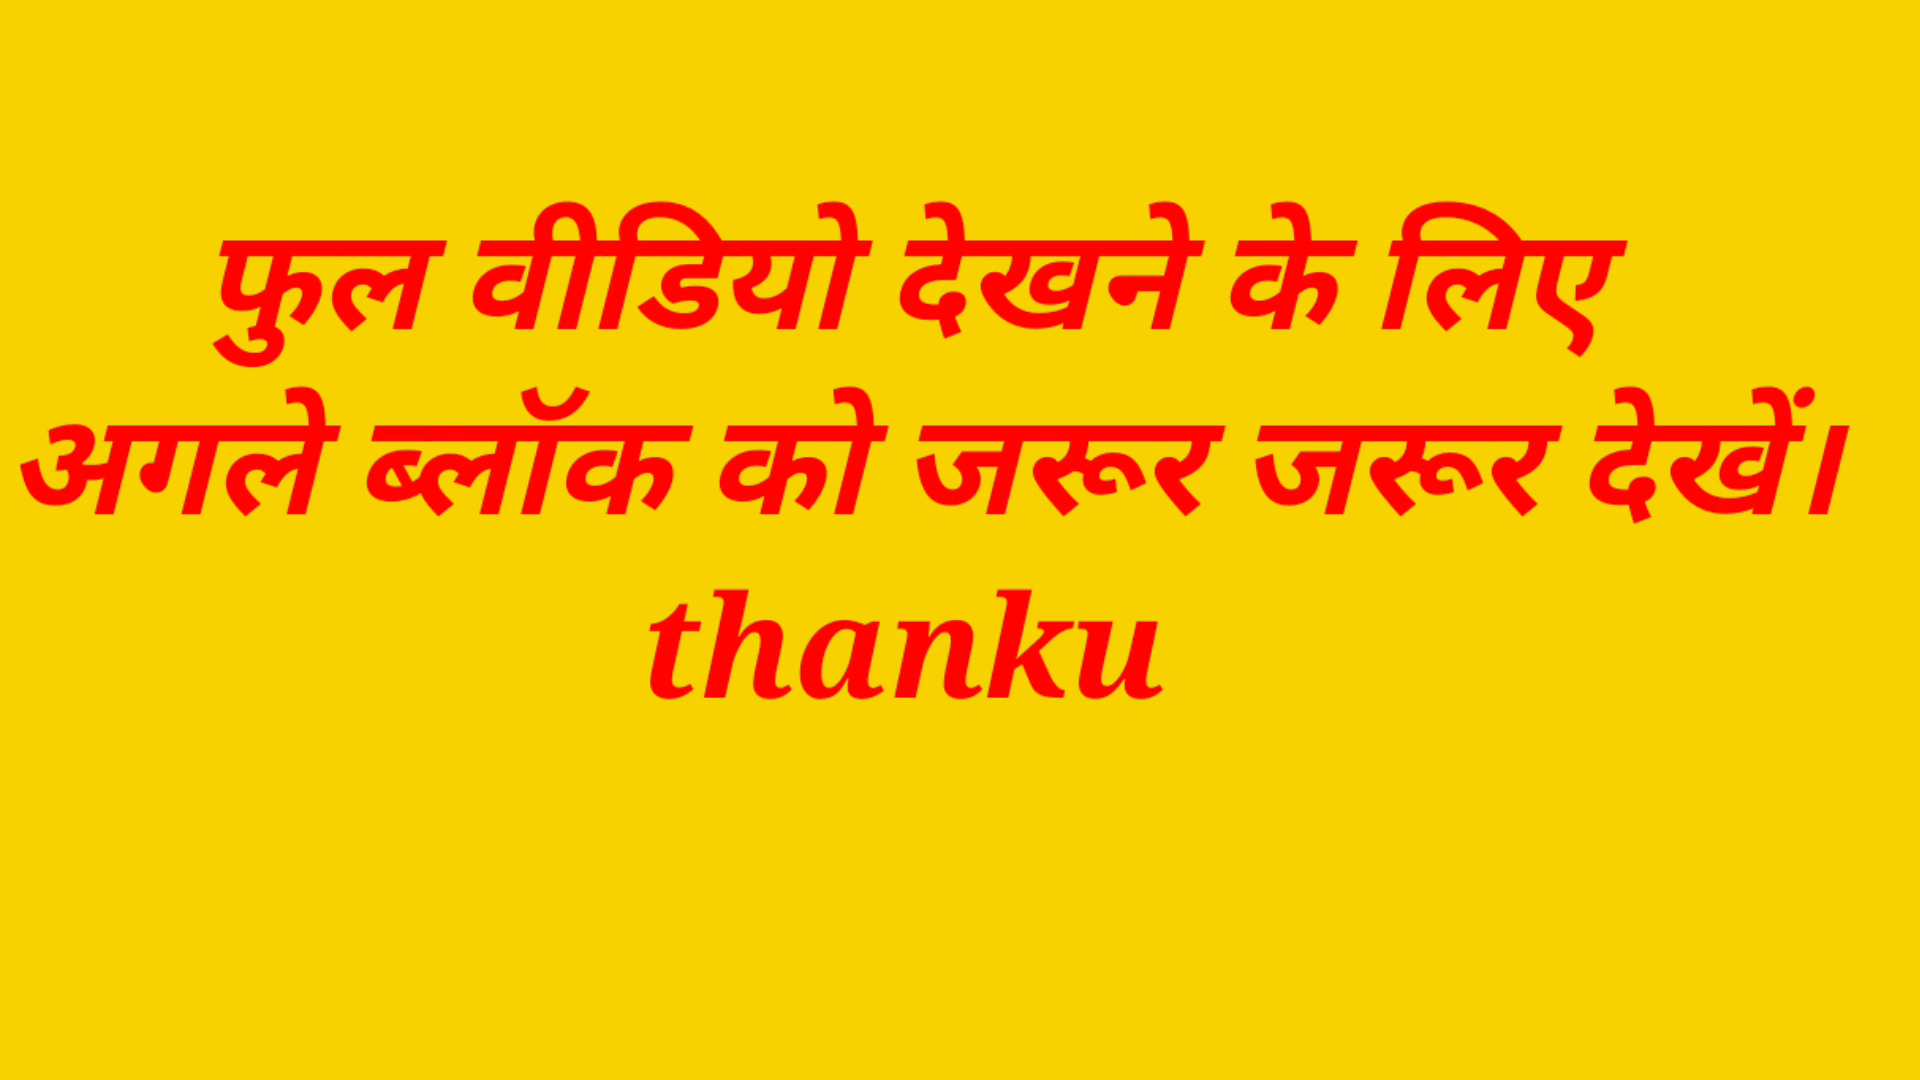 फुल वीडियो देखने के लिए
अगले ब्लॉक को जरूर जरूर देखें।
thanku